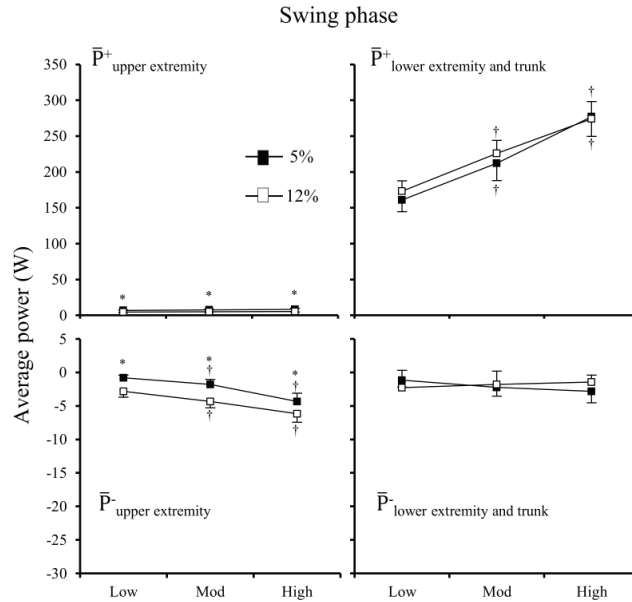 Swing phase
P̅⁺ upper extremity
P̅⁺ lower extremity and trunk
Average power (W)
350
300
250
200
150
100
50
0
5%
12%
* * *
† †
† †
5
0
-5
-10
-15
-20
-25
-30
* * *
† †
† †
P̅⁻ upper extremity
P̅⁻ lower extremity and trunk
Low Mod High Low Mod High